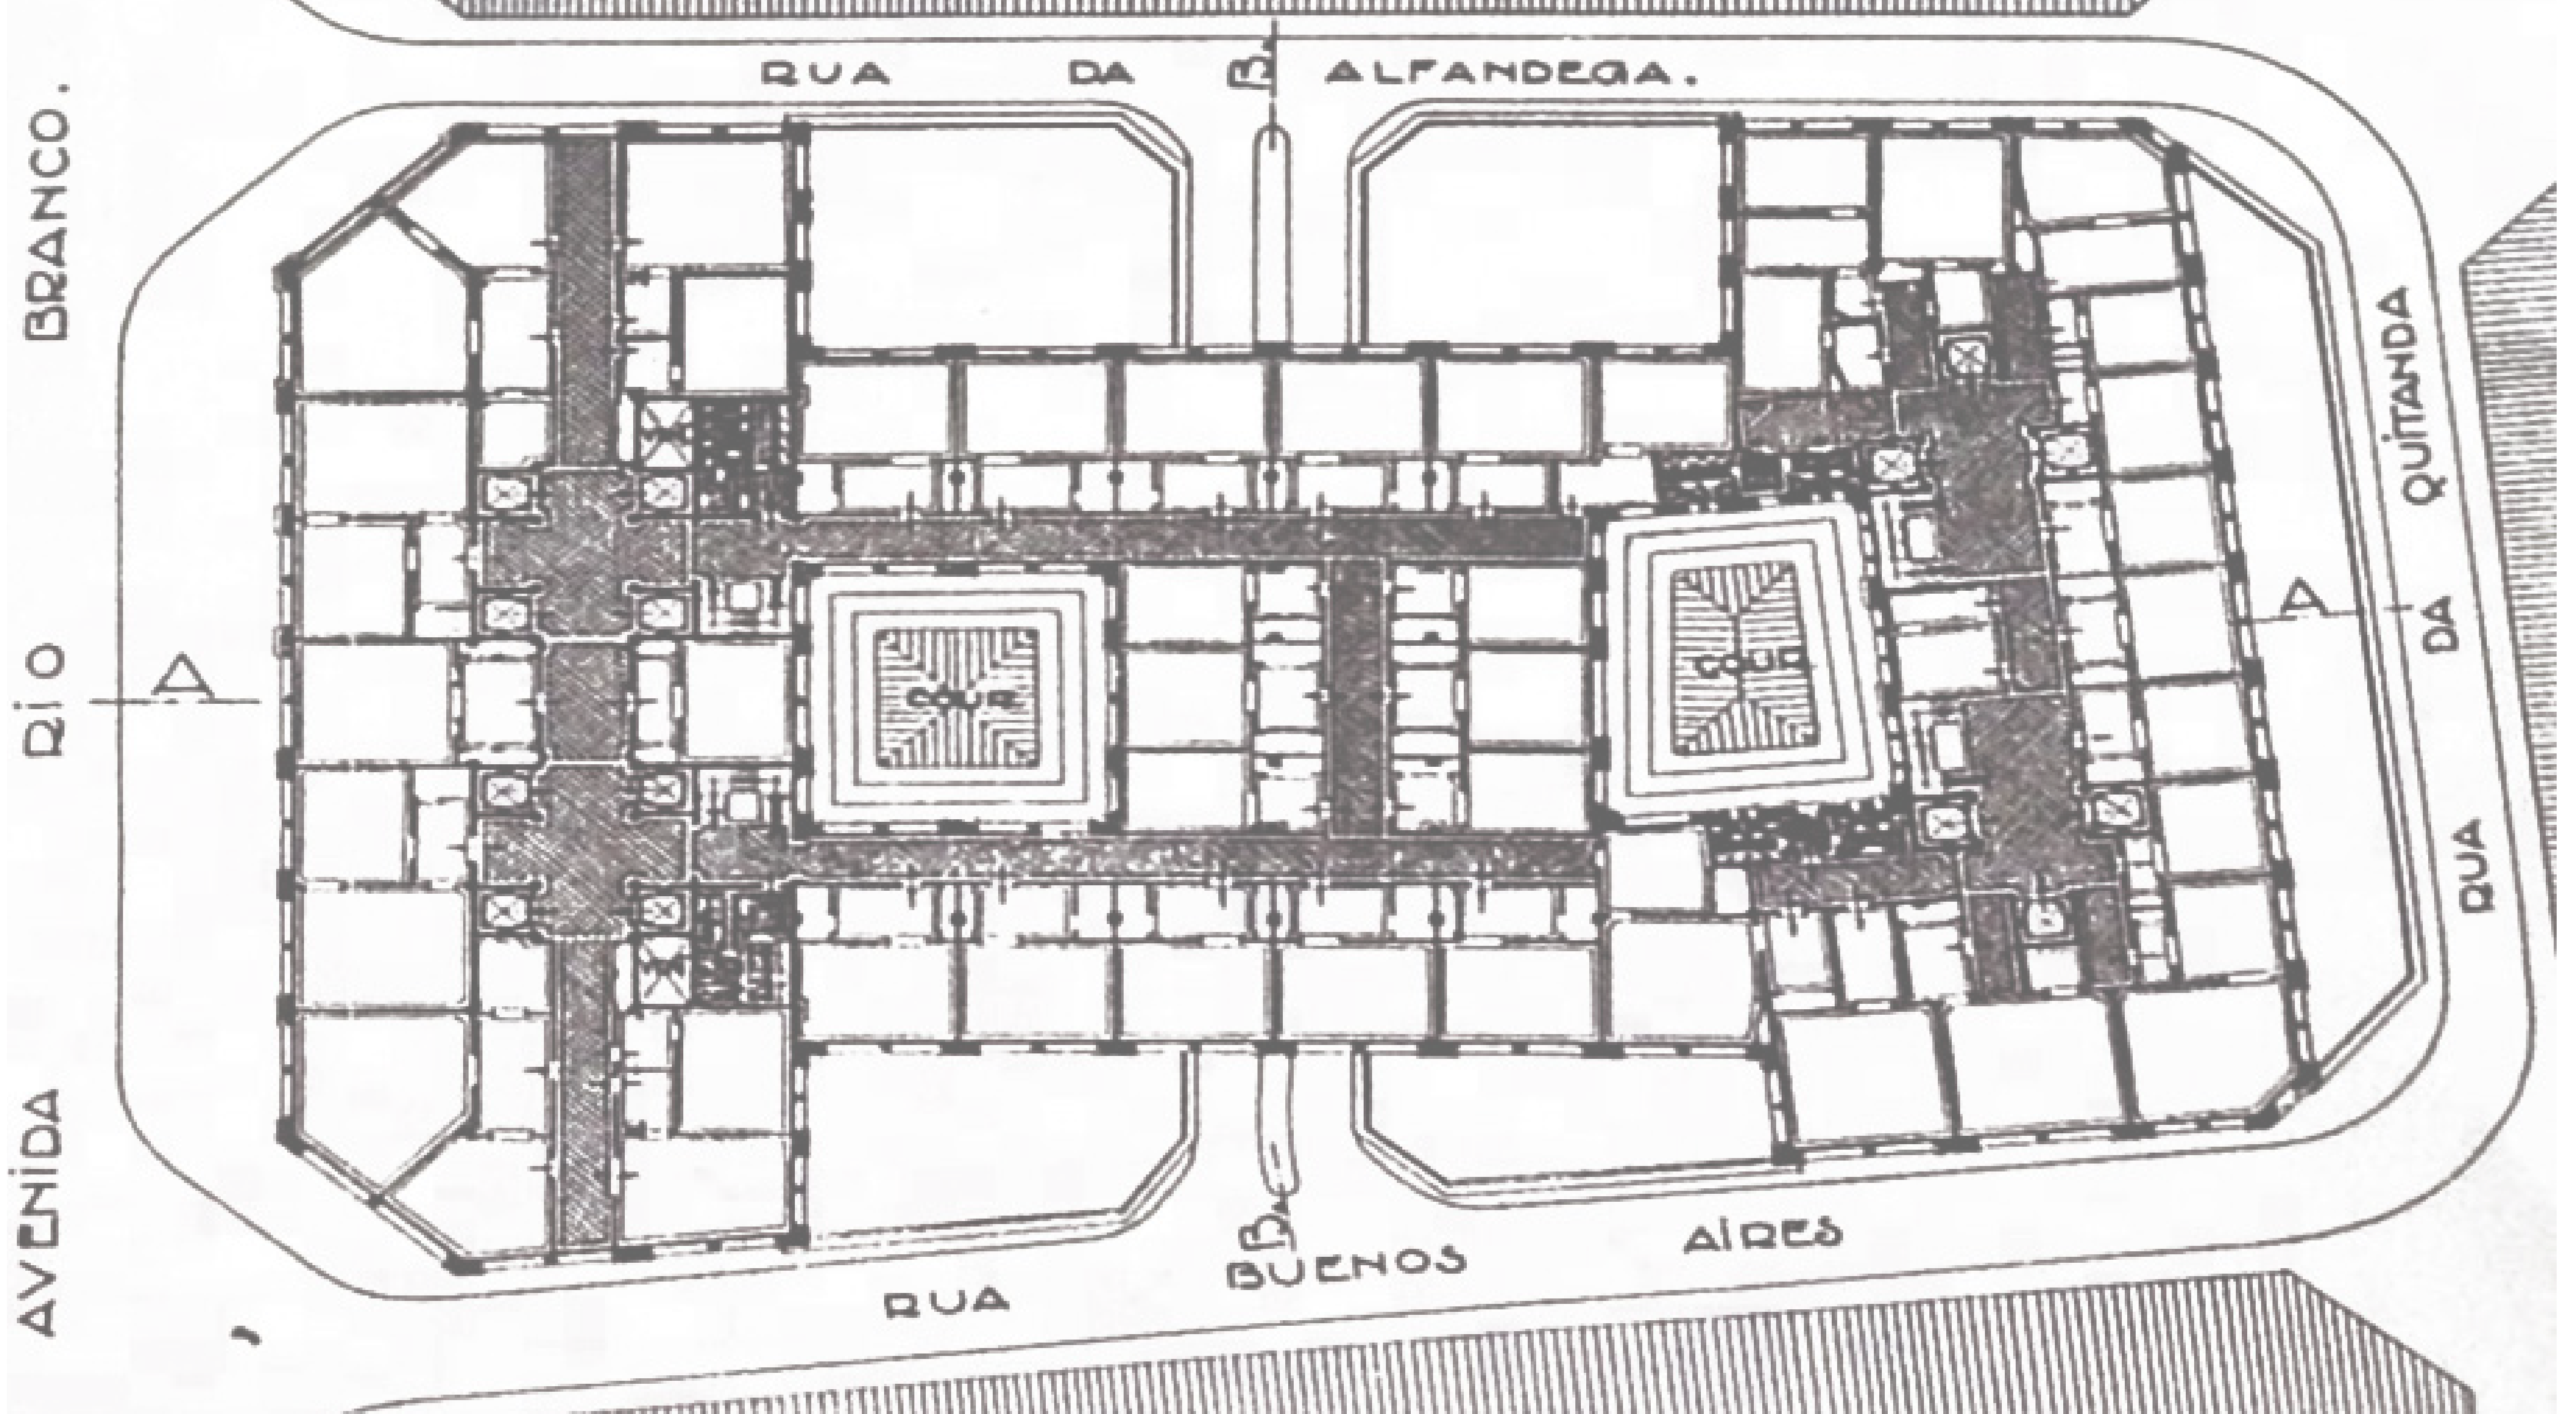 RUA DA B ALFANDEGA.
AVENIDA RIO BRANCO.
A
COUR
COUR
A
RUA DA QUITANDA
B
RUA BUENOS AIRES